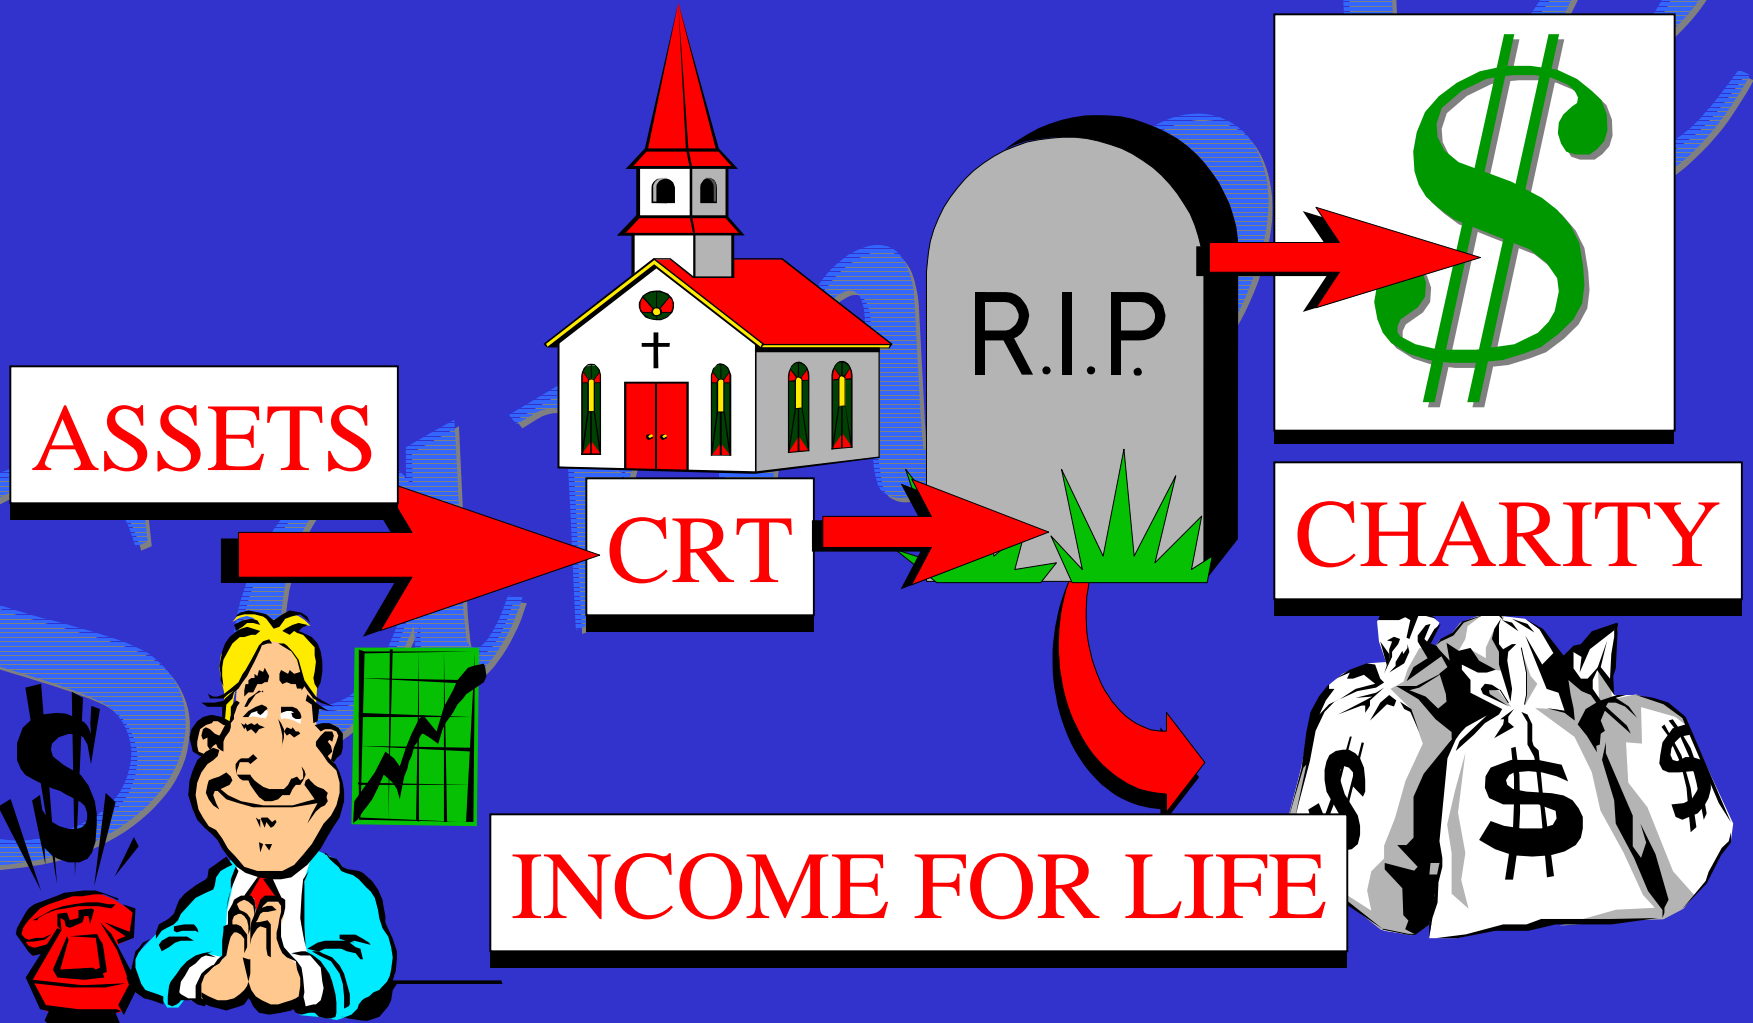 R.I.P.
ASSETS
CRT
CHARITY
INCOME FOR LIFE
$
$
$
$
$